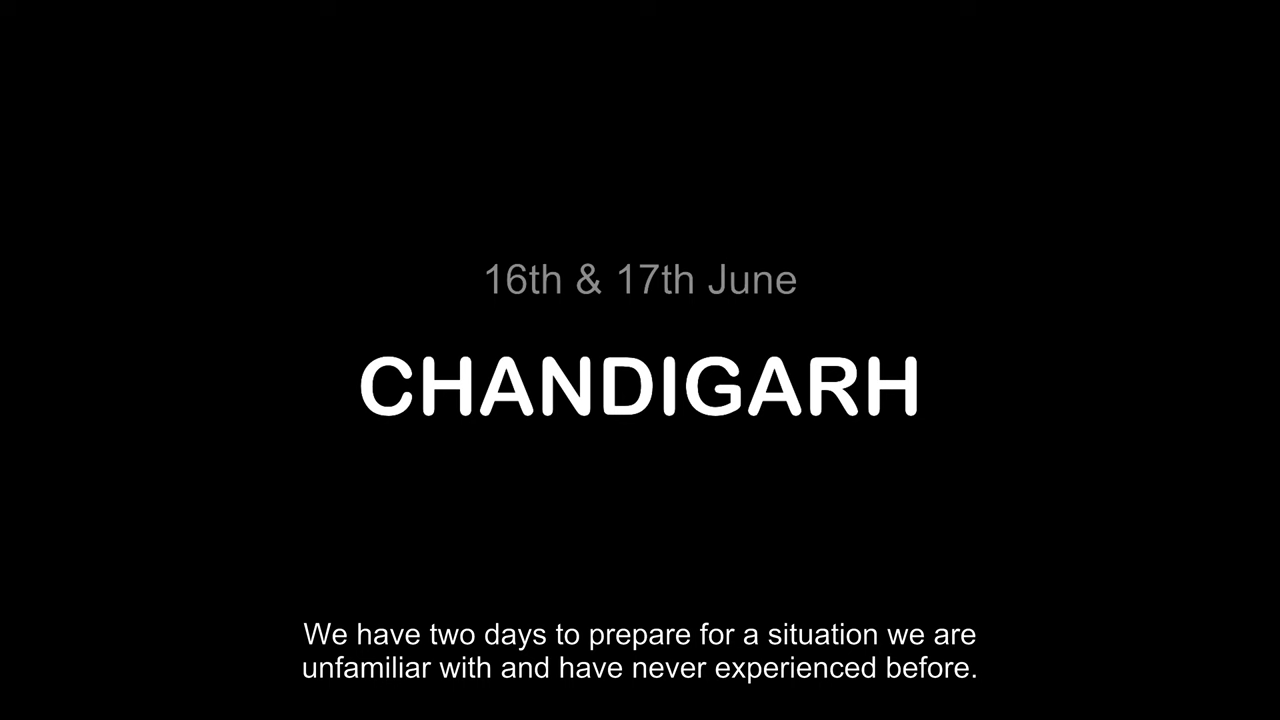 16th & 17th June
CHANDIGARH
We have two days to prepare for a situation we are
unfamiliar with and have never experienced before.